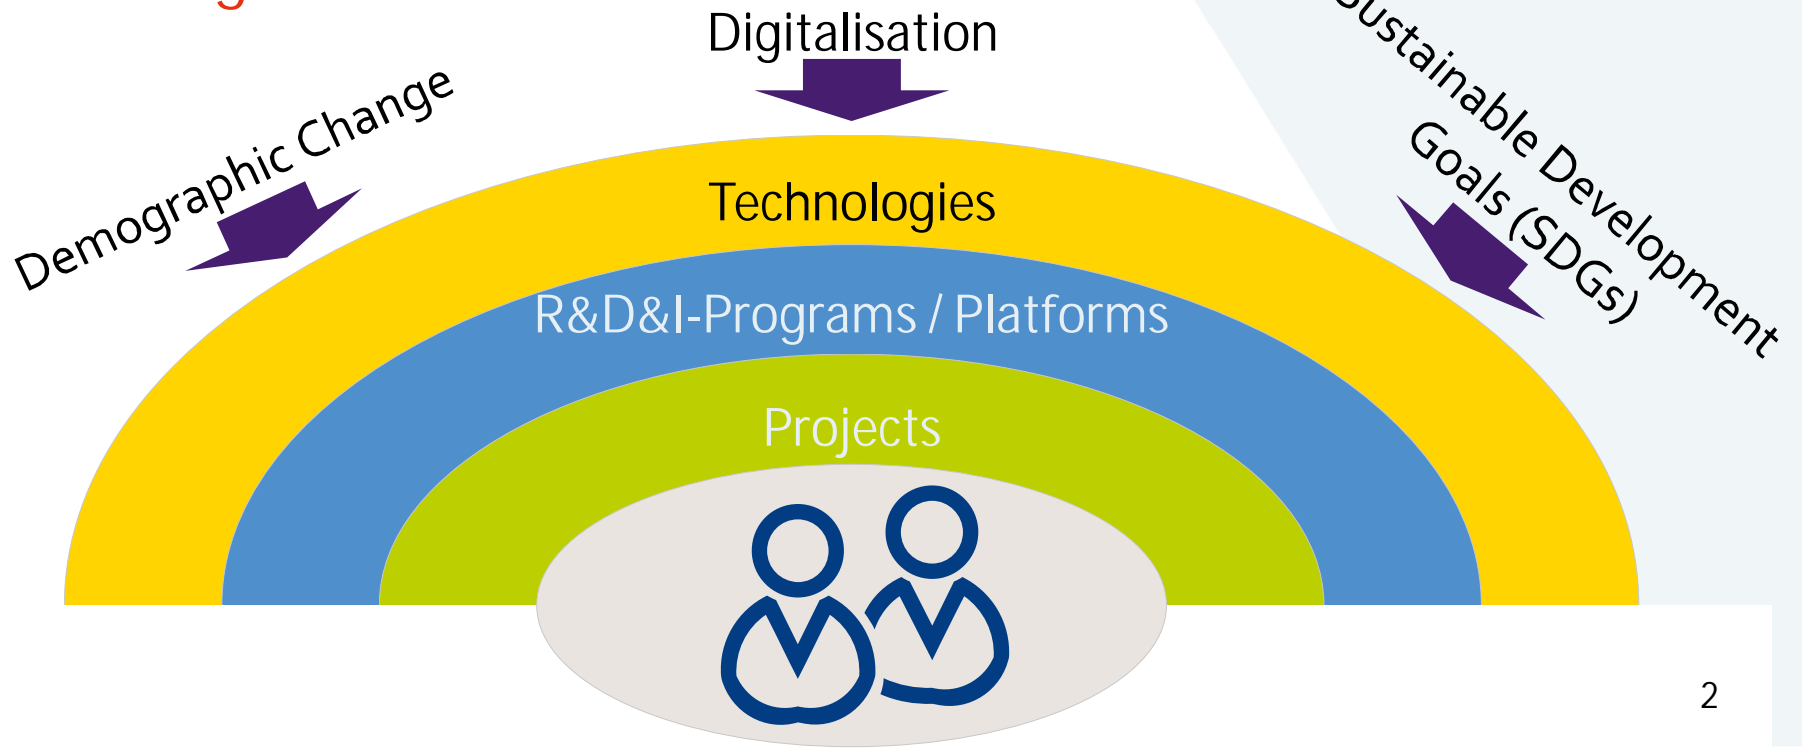 Digitalisation
Demographic Change
Sustainable Development
Goals (SDGs)
Technologies
R&D&I-Programs / Platforms
Projects
2